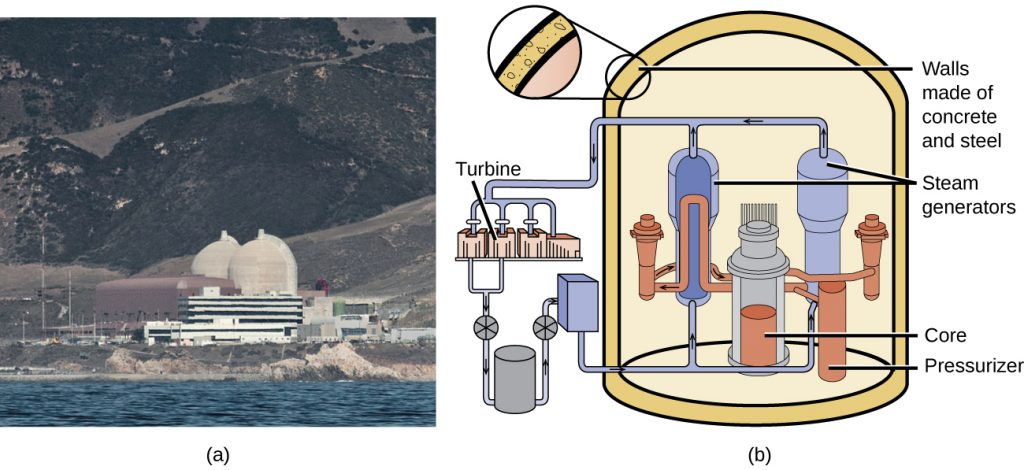 Turbine
Walls
made of
concrete
and steel
Steam
generators
Core
Pressurizer
(a)
(b)